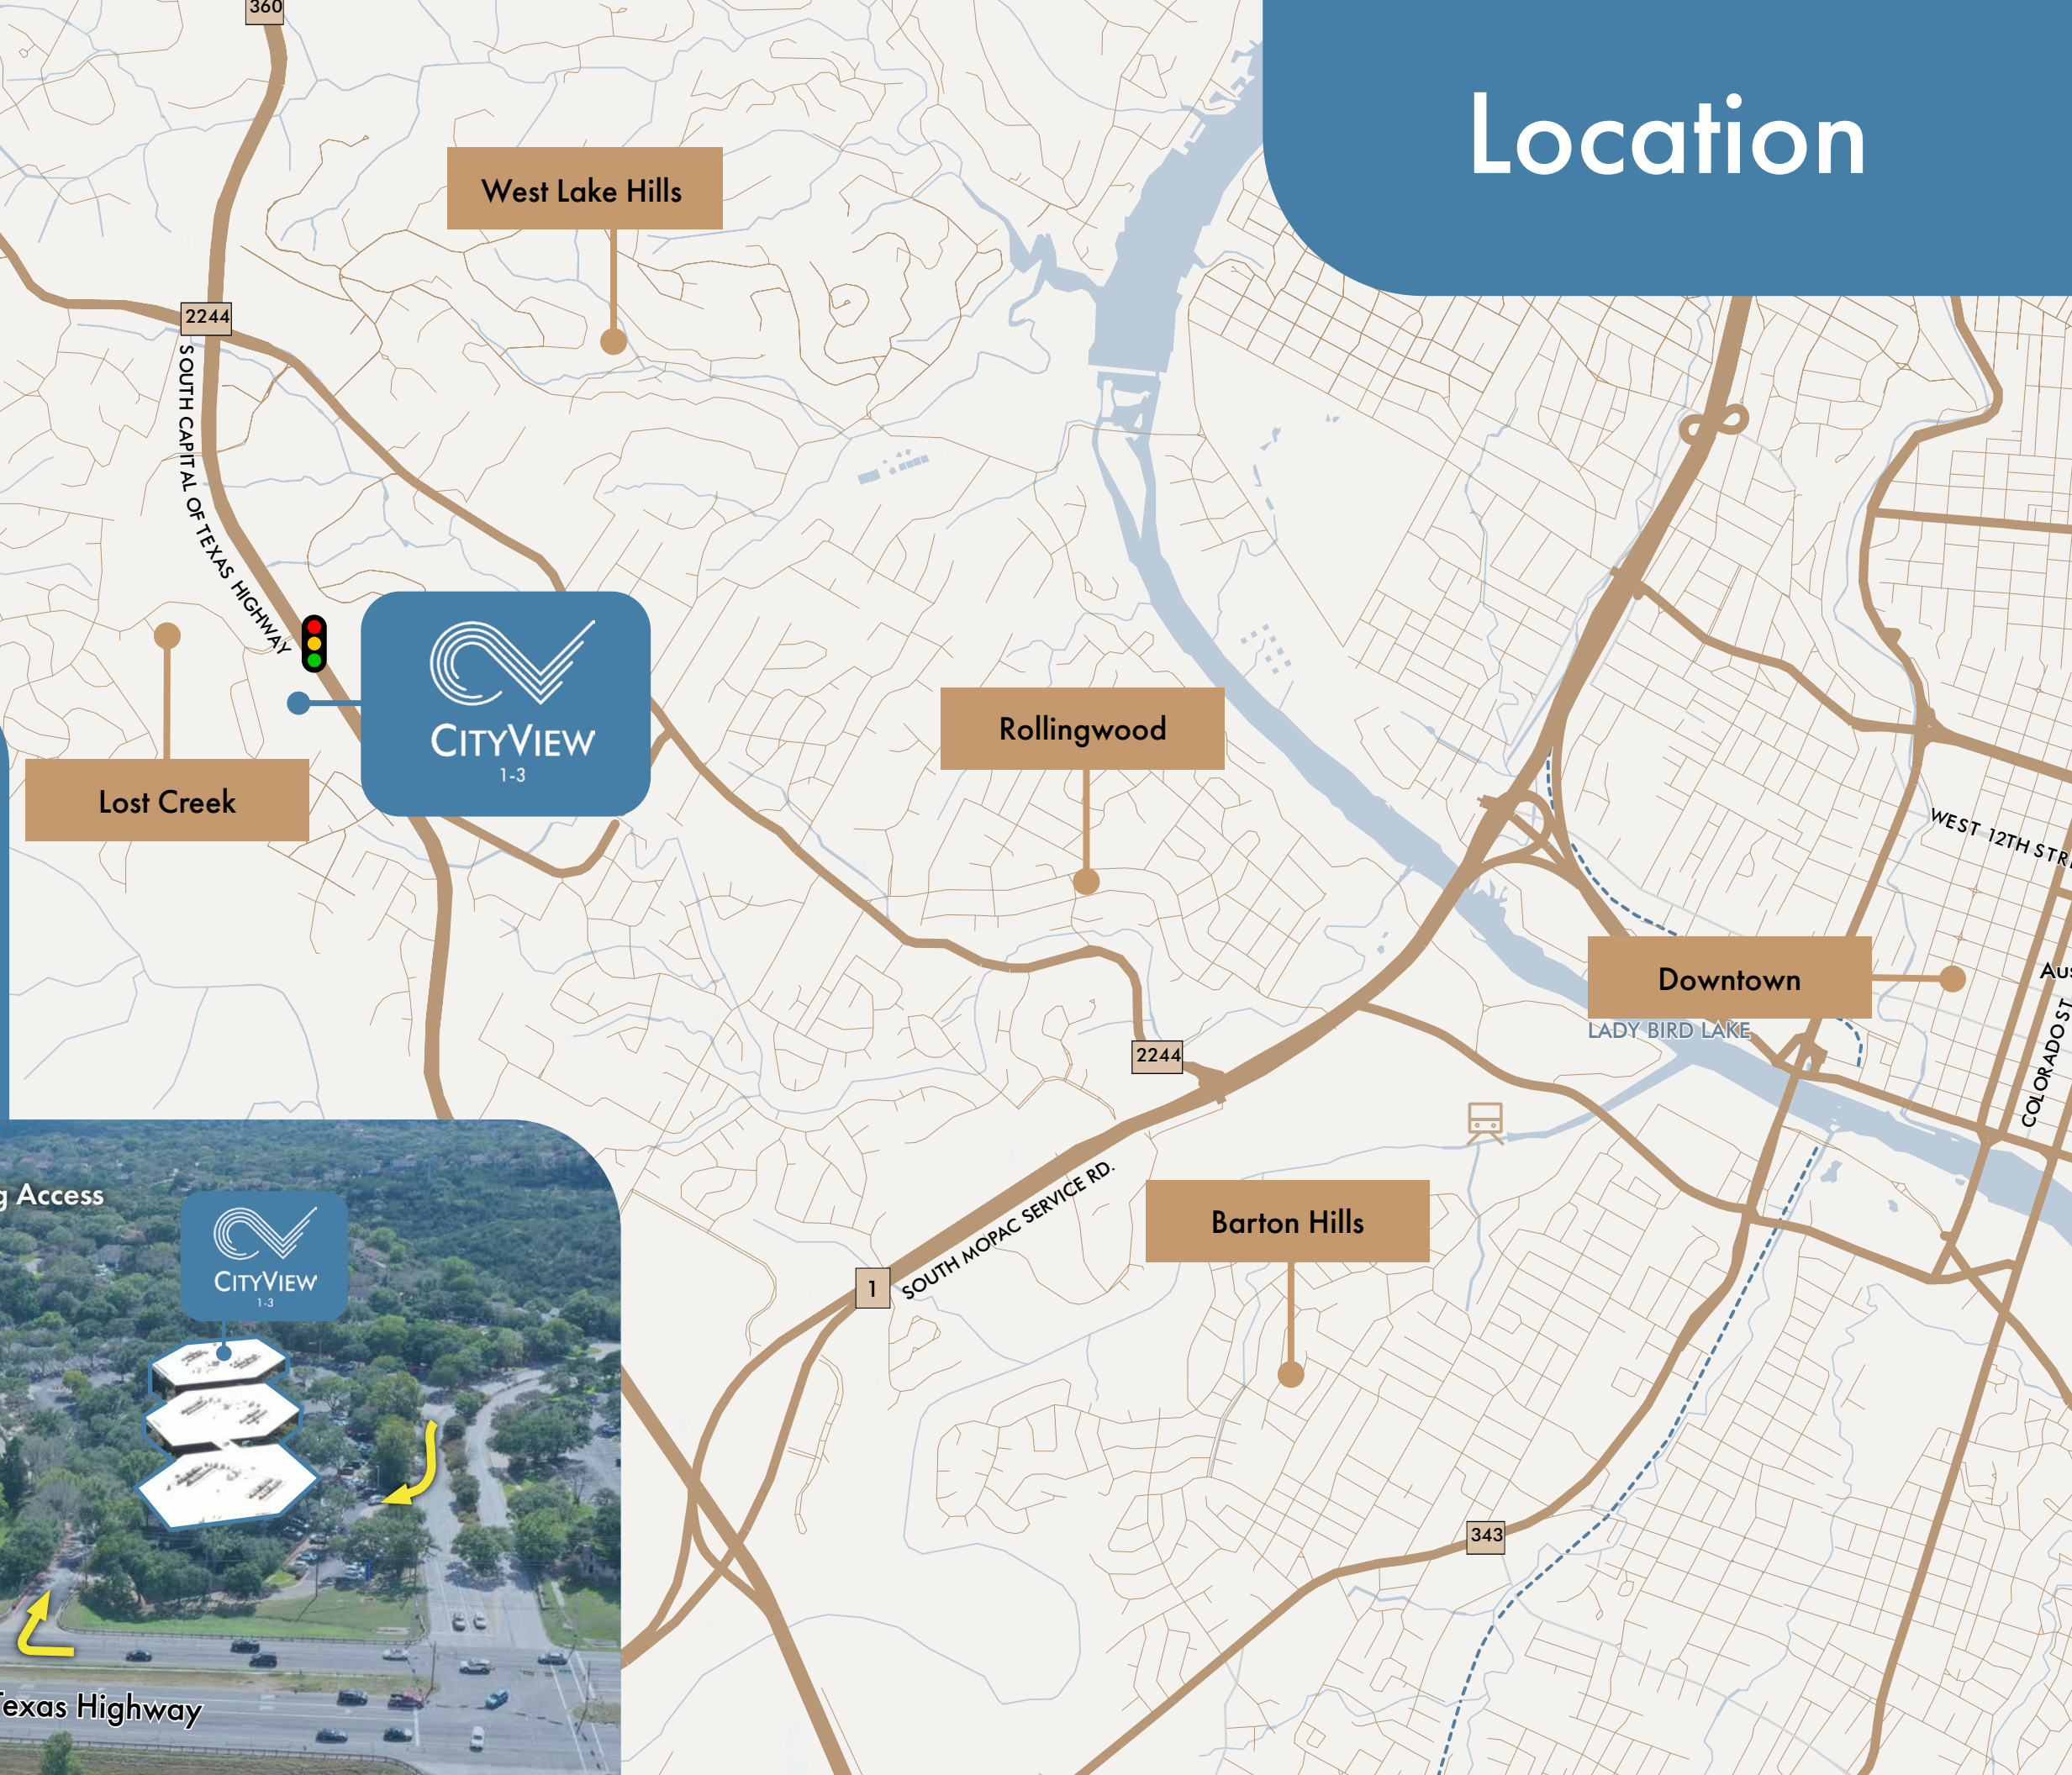 360
Location
West Lake Hills
2244
SOUTH CAPITAL OF TEXAS HIGHWAY
CITYVIEW
1-3
Rollingwood
Lost Creek
WEST 12TH
Downtown
LADY BIRD LAKE
COLORADO ST
2244
SOUTH MOPAC SERVICE RD.
Access
CITYVIEW
1-3
Barton Hills
1
343
Texas Highway